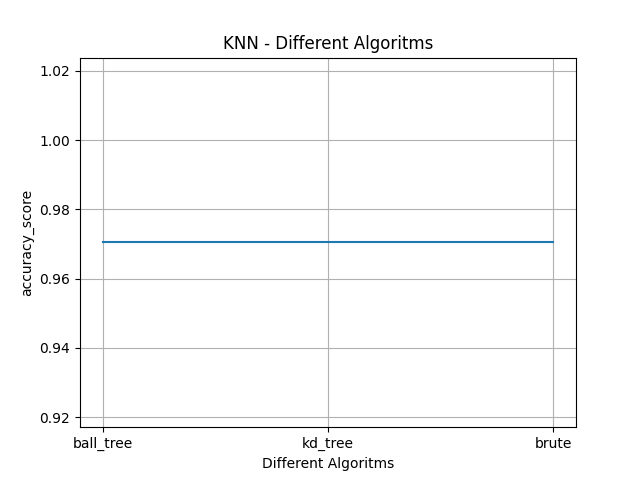 KNN - Different Algoritms
1.02
1.00
0.98
0.96
0.94
0.92
accuracy_score
ball_tree
kd_tree
brute
Different Algoritms